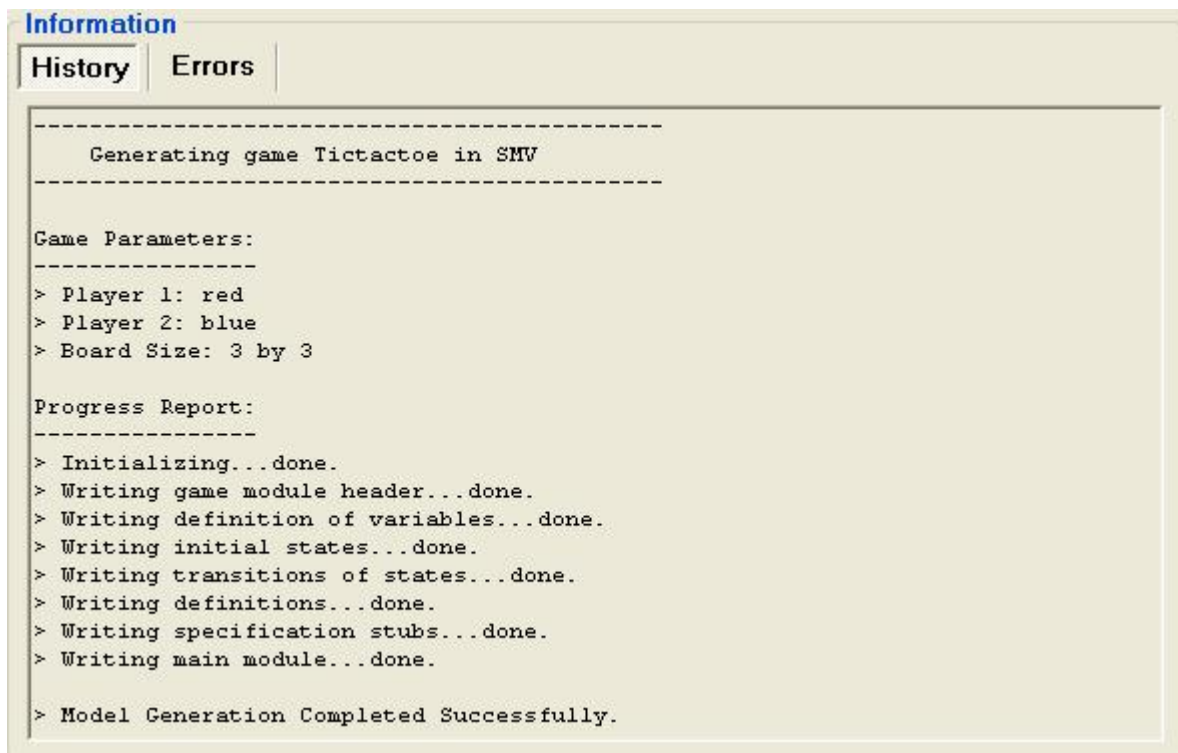 Information
History Errors
---------------------------------------------
Generating game Tictactoe in SMV
---------------------------------------------
Game Parameters:
----------------
> Player 1: red
> Player 2: blue
> Board Size: 3 by 3
Progress Report:
----------------
> Initializing...done.
> Writing game module header...done.
> Writing definition of variables...done.
> Writing initial states...done.
> Writing transitions of states...done.
> Writing definitions...done.
> Writing specification stubs...done.
> Writing main module...done.
> Model Generation Completed Successfully.